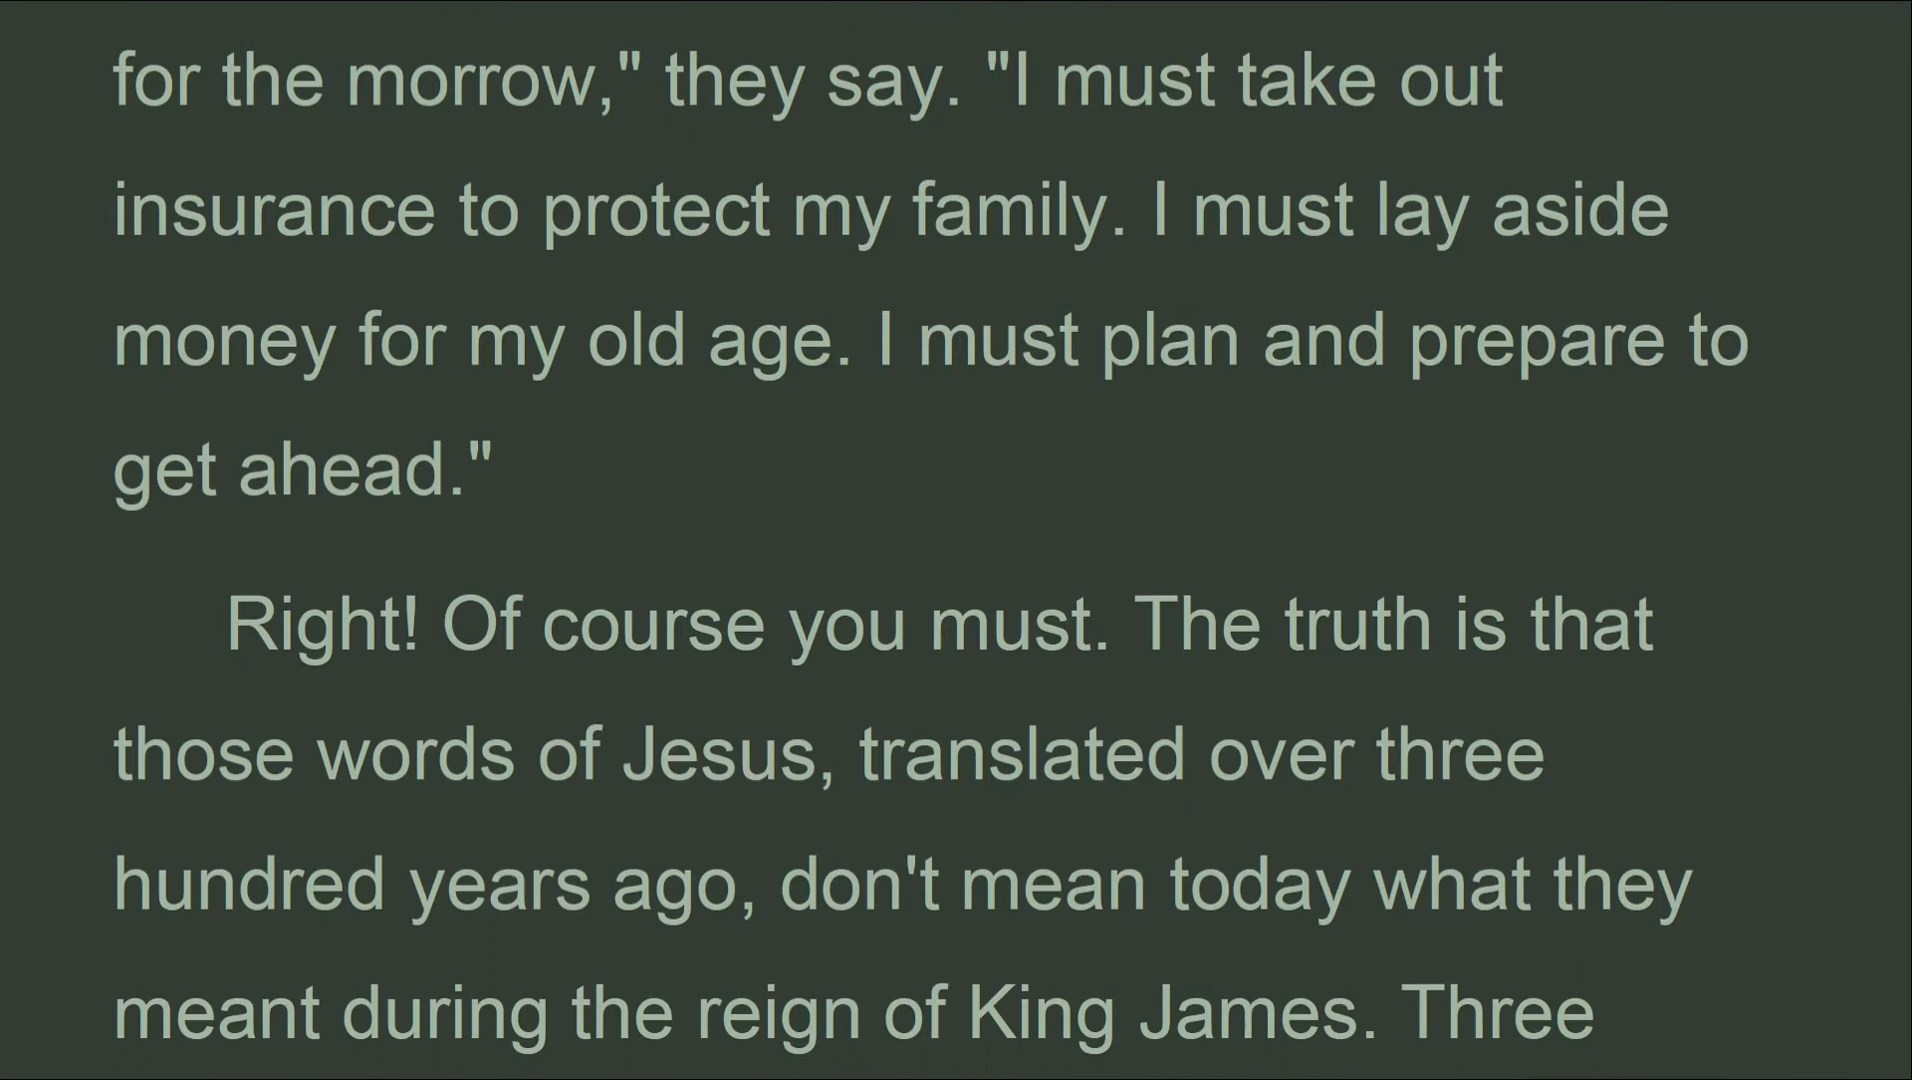 for the morrow," they say. "I must take out
insurance to protect my family. I must lay aside
money for my old age. I must plan and prepare to
get ahead."
Right! Of course you must. The truth is that
those words of Jesus, translated over three
hundred years ago, don't mean today what they
meant during the reign of King James. Three